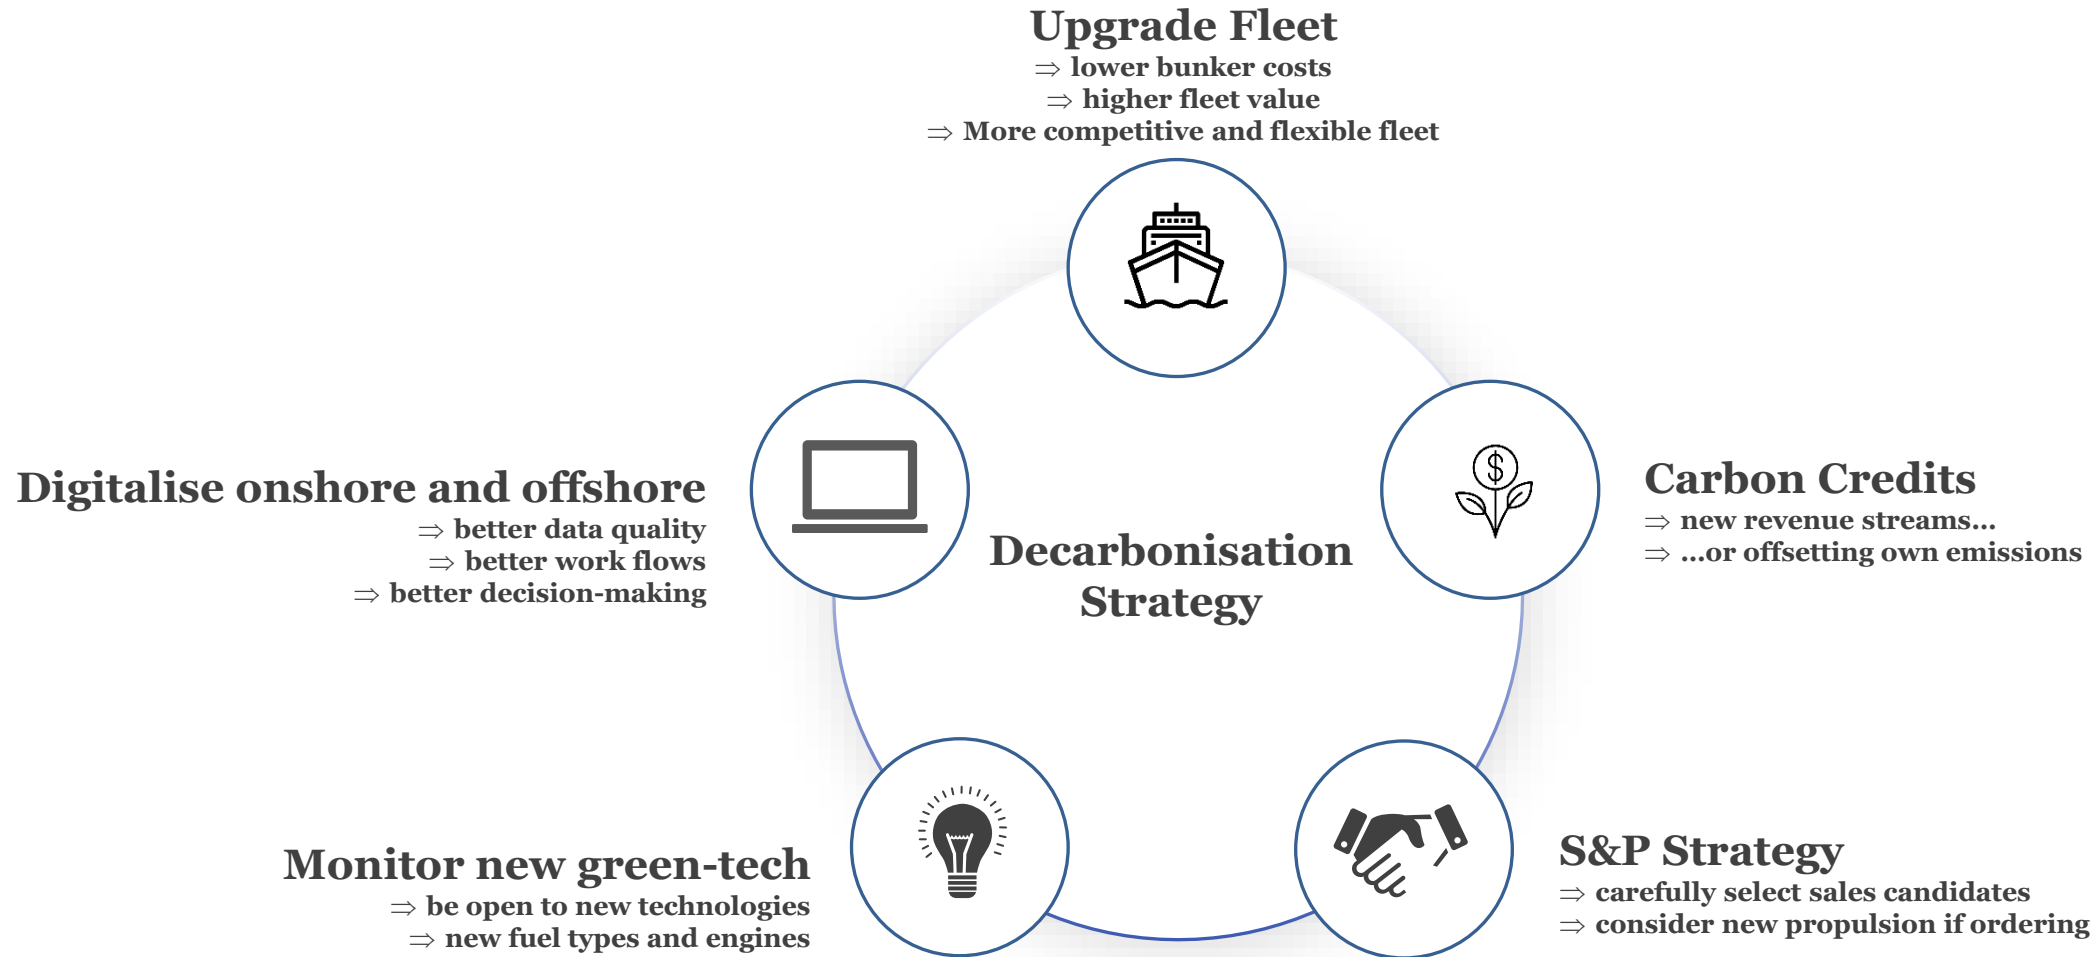 Upgrade Fleet
⇒ lower bunker costs
⇒ higher fleet value
⇒ More competitive and flexible fleet
Digitalise onshore and offshore
⇒ better data quality
⇒ better work flows
⇒ better decision-making
Decarbonisation
Strategy
$
Carbon Credits
⇒ new revenue streams...
⇒ ...or offsetting own emissions
Monitor new green-tech
⇒ be open to new technologies
⇒ new fuel types and engines
S&P Strategy
⇒ carefully select sales candidates
⇒ consider new propulsion if ordering